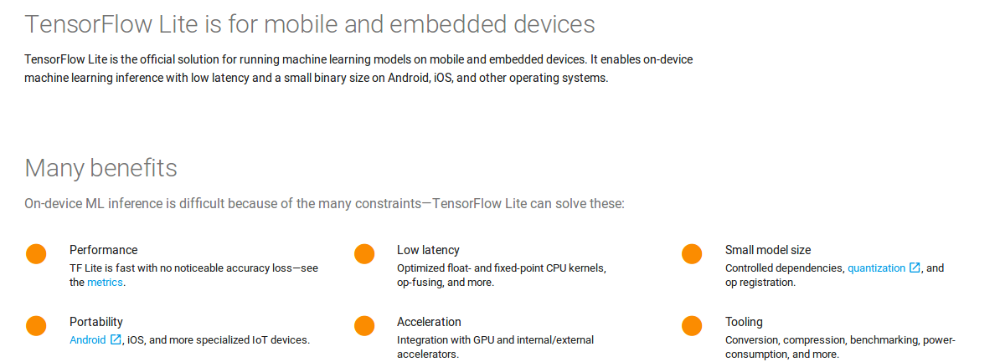 TensorFlow Lite is for mobile and embedded devices
TensorFlow Lite is the official solution for running machine learning models on mobile and embedded devices. It enables on-device
machine learning inference with low latency and a small binary size on Android, iOS, and other operating systems.
Many benefits
On-device ML inference is difficult because of the many constraints—TensorFlow Lite can solve these:
Performance
TF Lite is fast with no noticeable accuracy loss—see
the metrics.
Low latency
Optimized float- and fixed-point CPU kernels,
op-fusing, and more.
Small model size
Controlled dependencies, quantization, and
op registration.
Portability
Android, iOS, and more specialized IoT devices.
Acceleration
Integration with GPU and internal/external
accelerators.
Tooling
Conversion, compression, benchmarking, power-
consumption, and more.